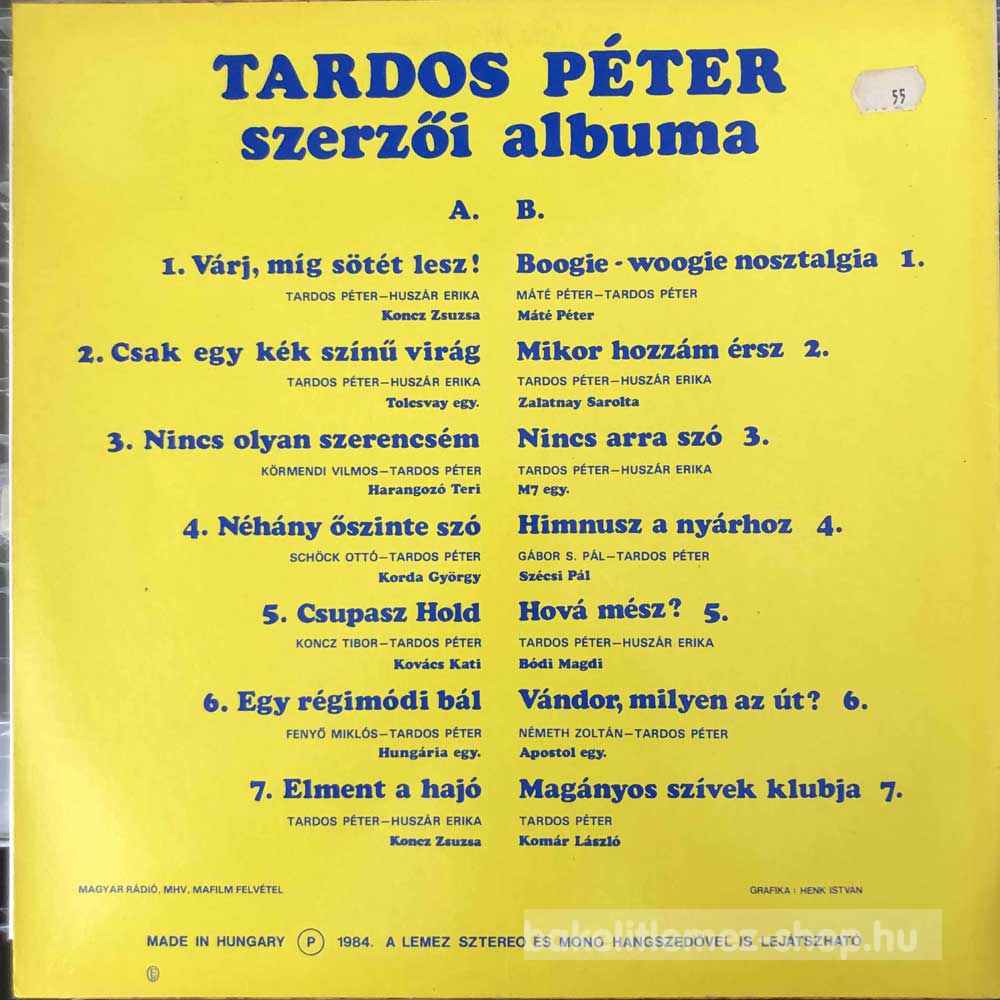 TARDOS PÉTER
szerzői albuma
55
A.
1. Várj, míg sötét lesz!
TARDOS PÉTER–HUSZÁR ERIKA
Koncz Zsuzsa
2. Csak egy kék színű virág
TARDOS PÉTER–HUSZÁR ERIKA
Tolcsvay egy.
3. Nincs olyan szerencsém
KÖRMENDI VILMOS–TARDOS PÉTER
Harangozó Teri
4. Néhány őszinte szó
SCHÖCK OTTÓ–TARDOS PÉTER
Korda György
5. Csupasz Hold
KONCZ TIBOR–TARDOS PÉTER
Kovács Kati
6. Egy régimódi bál
FENYŐ MIKLÓS–TARDOS PÉTER
Hungária egy.
7. Elment a hajó
TARDOS PÉTER–HUSZÁR ERIKA
Koncz Zsuzsa
B.
Boogie-woogie nosztalgia 1.
MÁTÉ PÉTER–TARDOS PÉTER
Máté Péter
Mikor hozzám érsz 2.
TARDOS PÉTER–HUSZÁR ERIKA
Zalatnay Sarolta
Nincs arra szó 3.
TARDOS PÉTER–HUSZÁR ERIKA
M7 egy.
Himnusz a nyárhoz 4.
GÁBOR S. PÁL–TARDOS PÉTER
Szécsi Pál
Hová mész? 5.
TARDOS PÉTER–HUSZÁR ERIKA
Bódi Magdi
Vándor, milyen az út? 6.
NÉMETH ZOLTÁN–TARDOS PÉTER
Apostol egy.
Magányos szívek klubja 7.
TARDOS PÉTER
Komár László
MAGYAR RÁDIÓ, MHV, MAFILM FELVÉTEL
GRAFIKA : HENK ISTVÁN
MADE IN HUNGARY P 1984. A LEMEZ SZTEREO ÉS MONO HANGSZEDŐVEL IS LEJÁTSZHATÓ
bakelitlemez-shop.hu